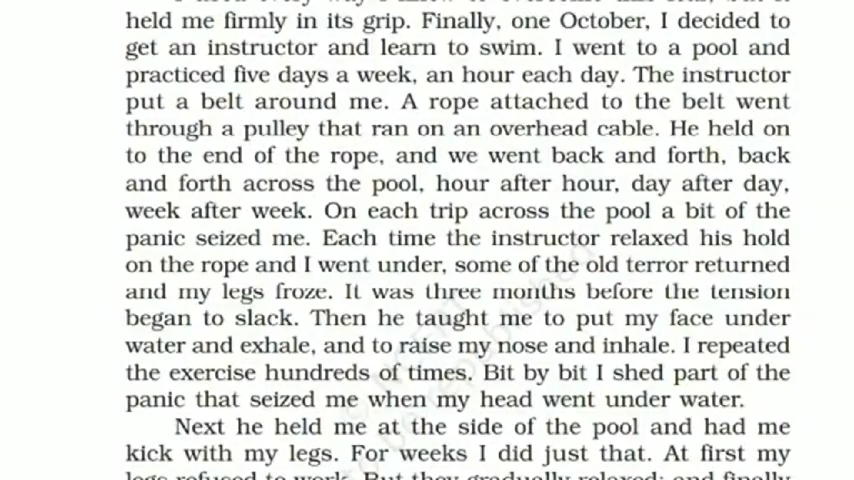 held me firmly in its grip. Finally, one October, I decided to
get an instructor and learn to swim. I went to a pool and
practiced five days a week, an hour each day. The instructor
put a belt around me. A rope attached to the belt went
through a pulley that ran on an overhead cable. He held on
to the end of the rope, and we went back and forth, back
and forth across the pool, hour after hour, day after day,
week after week. On each trip across the pool a bit of the
panic seized me. Each time the instructor relaxed his hold
on the rope and I went under, some of the old terror returned
and my legs froze. It was three months before the tension
began to slack. Then he taught me to put my face under
water and exhale, and to raise my nose and inhale. I repeated
the exercise hundreds of times. Bit by bit I shed part of the
panic that seized me when my head went under water.
Next he held me at the side of the pool and had me
kick with my legs. For weeks I did just that. At first my
legs refused to work. But they gradually relaxed; and finally